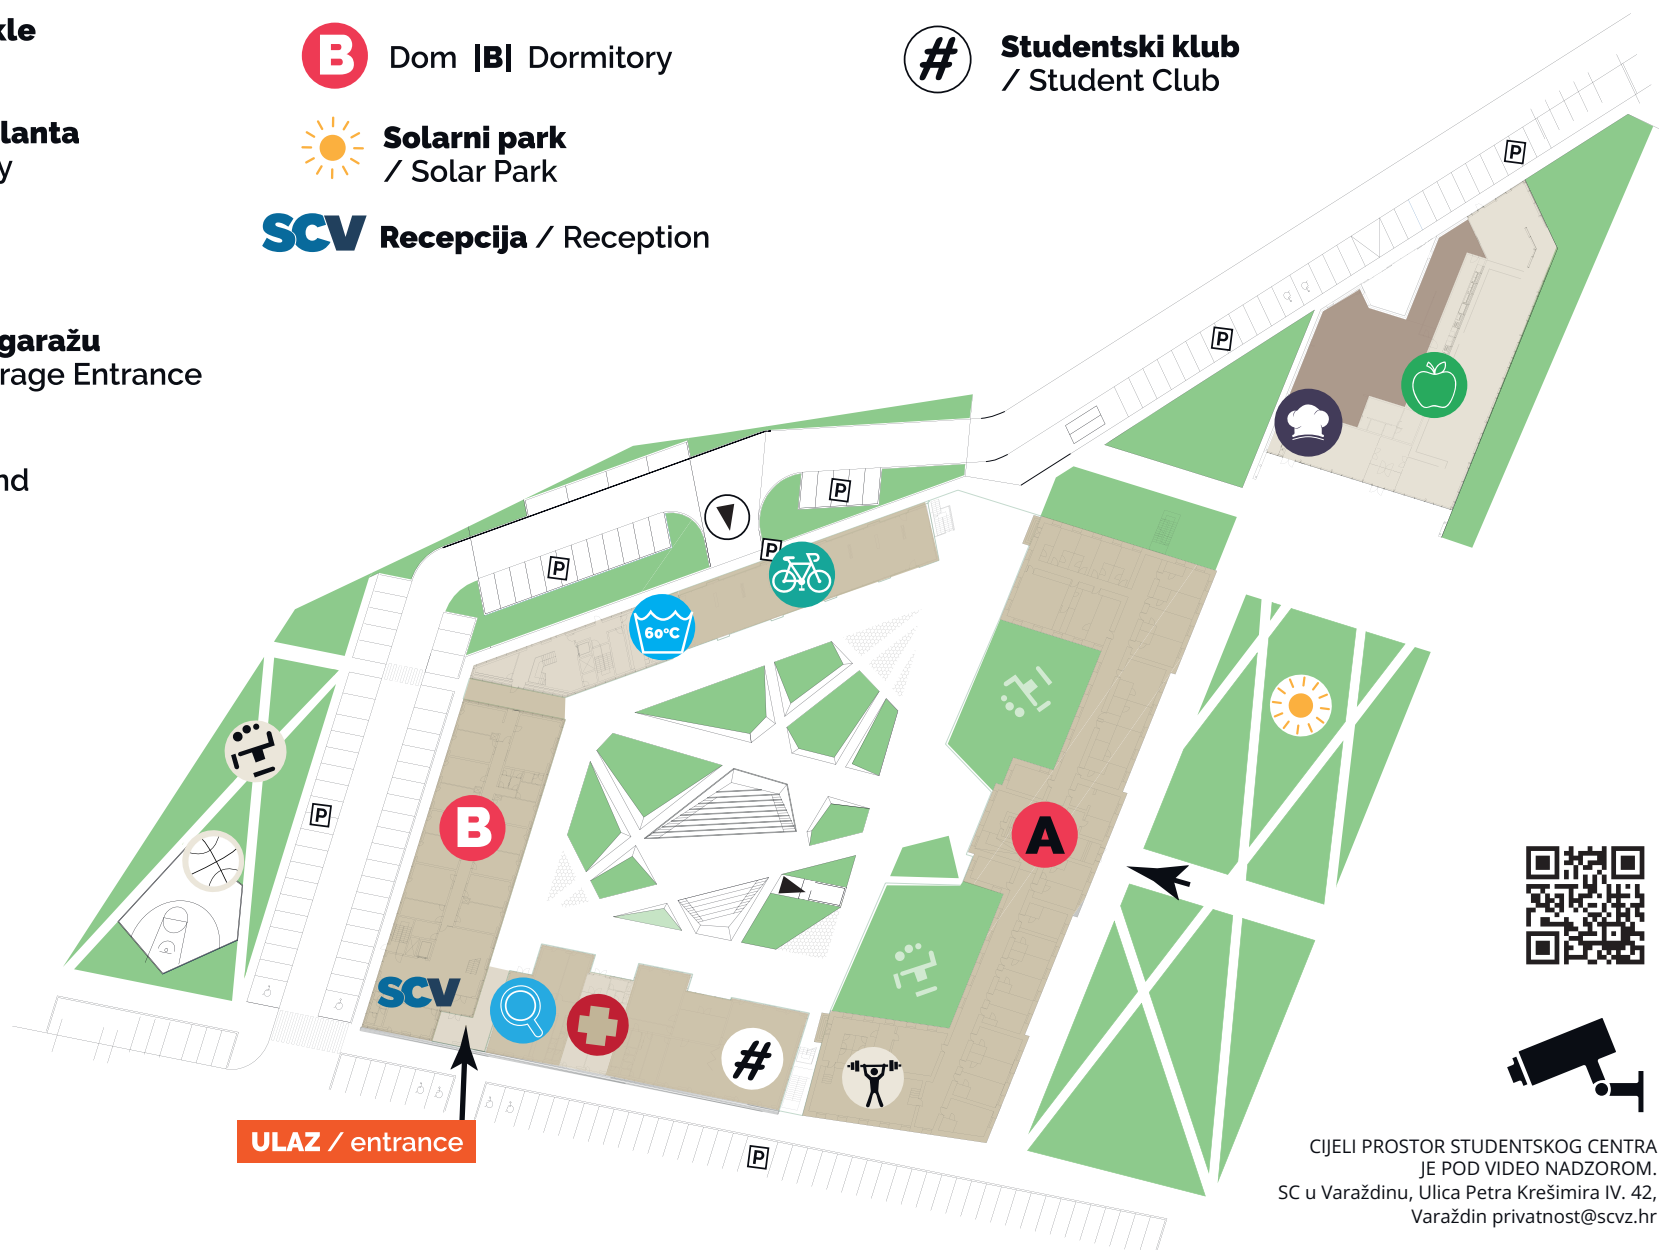 kle
lanta
y
garažu
rage Entrance
nd
B Dom |B| Dormitory
Solarni park
/ Solar Park
SCV Recepcija / Reception
# Studentski klub
/ Student Club
P
P
P
P
P
60°C
P
B
A
SCV
#
ULAZ / entrance
P
CIJELI PROSTOR STUDENTSKOG CENTRA
JE POD VIDEO NADZOROM.
SC u Varaždinu, Ulica Petra Krešimira IV. 42,
Varaždin privatnost@scvz.hr